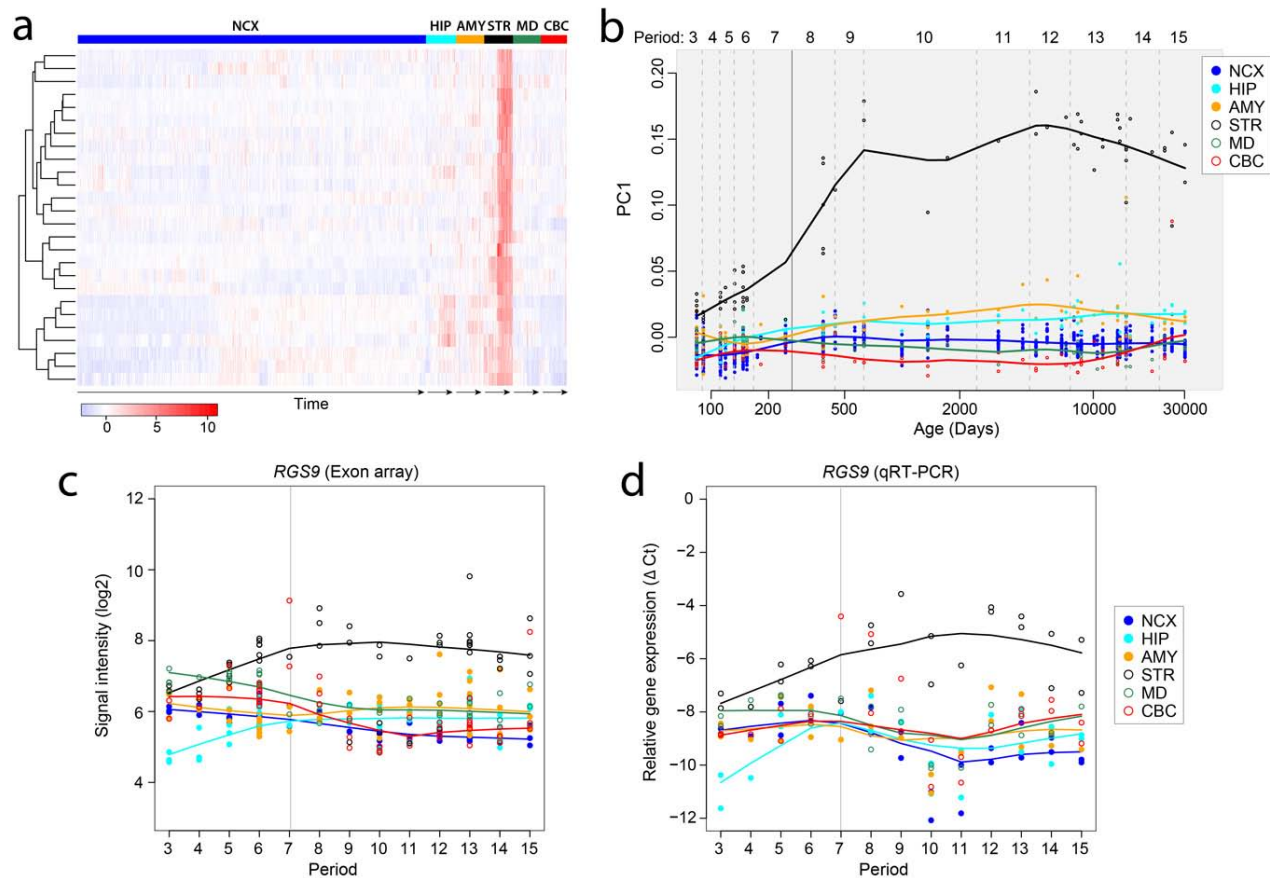 a
NCX HIP AMY STR MD CBC
Time
0 5 10
b
Period: 3 4 5 6 7 8 9 10 11 12 13 14 15
0.20
0.15
0.10
0.05
0.00
PC1
100 200 500 2000 10000 30000
Age (Days)
NCX
HIP
AMY
STR
MD
CBC
c
RGS9 (Exon array)
12
10
8
6
4
Signal intensity (log2)
3 4 5 6 7 8 9 10 11 12 13 14 15
Period
d
RGS9 (qRT-PCR)
0
−2
−4
−6
−8
−10
−12
Relative gene expression (Δ Ct)
3 4 5 6 7 8 9 10 11 12 13 14 15
Period
NCX
HIP
AMY
STR
MD
CBC